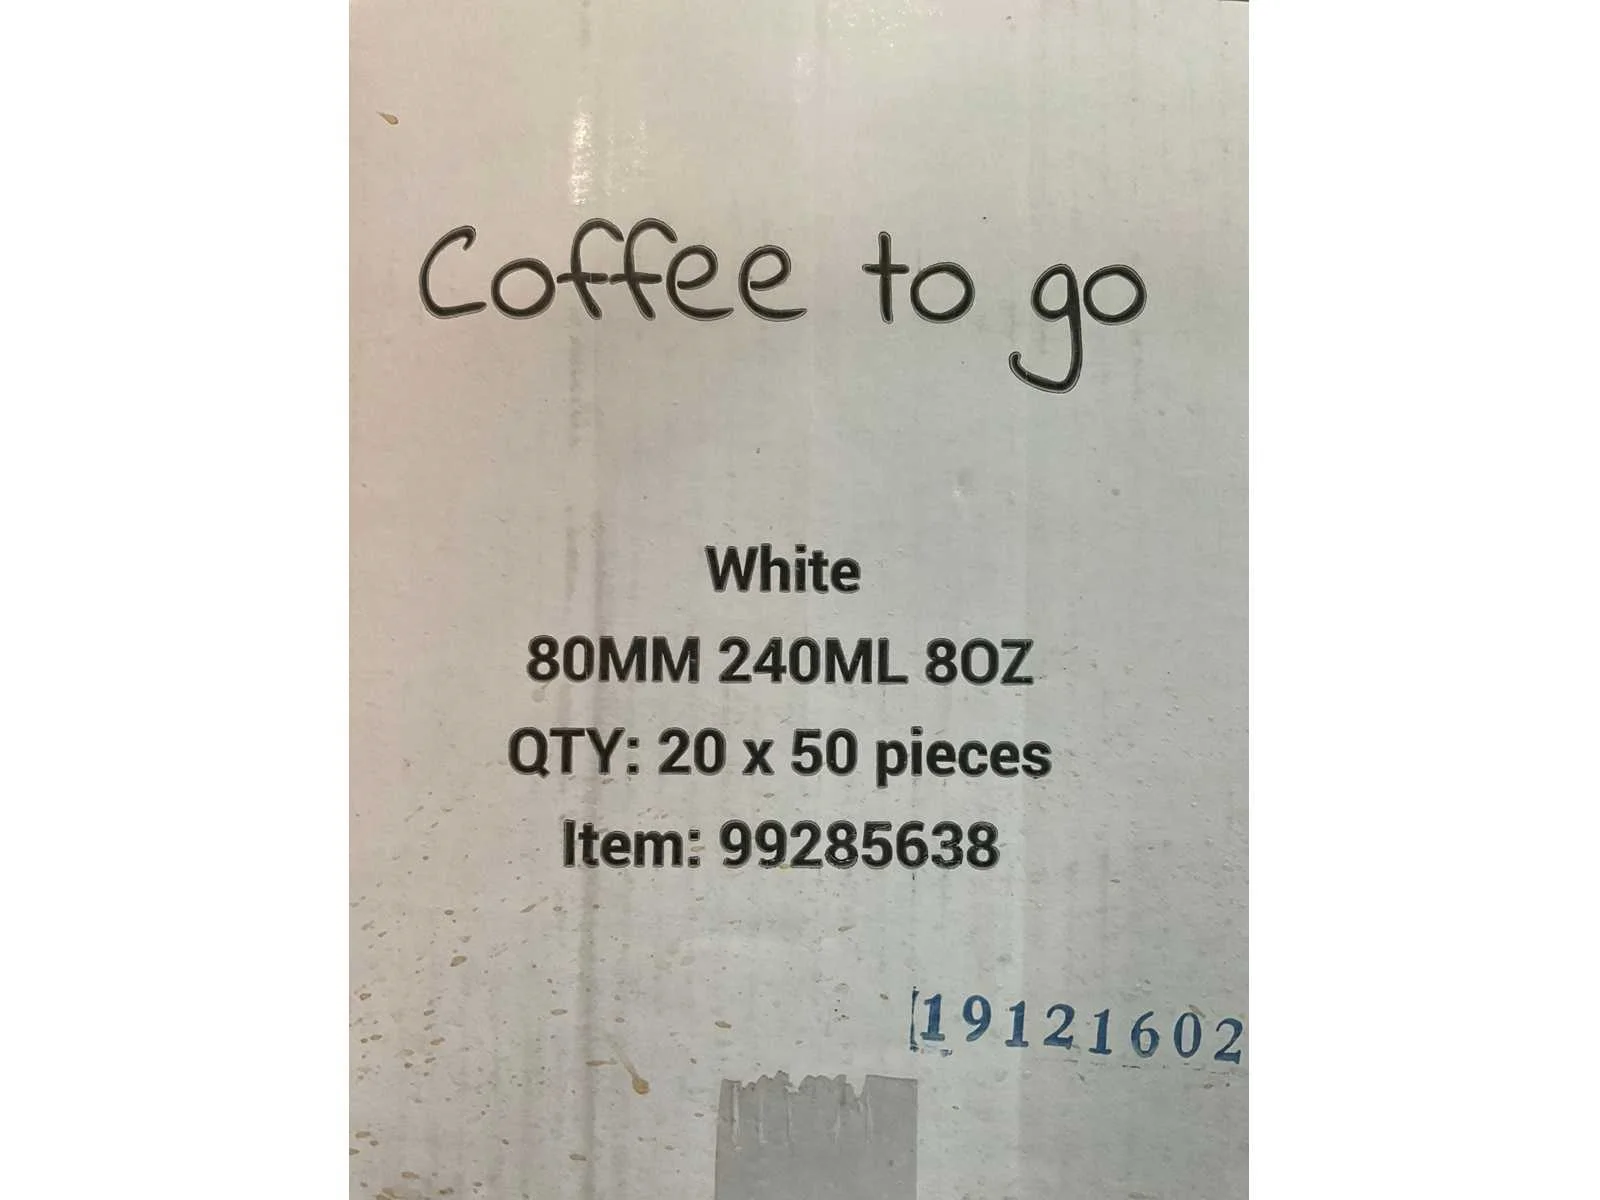 Coffee to go
White
80MM 240ML 8OZ
QTY: 20 x 50 pieces
Item: 99285638
19121602